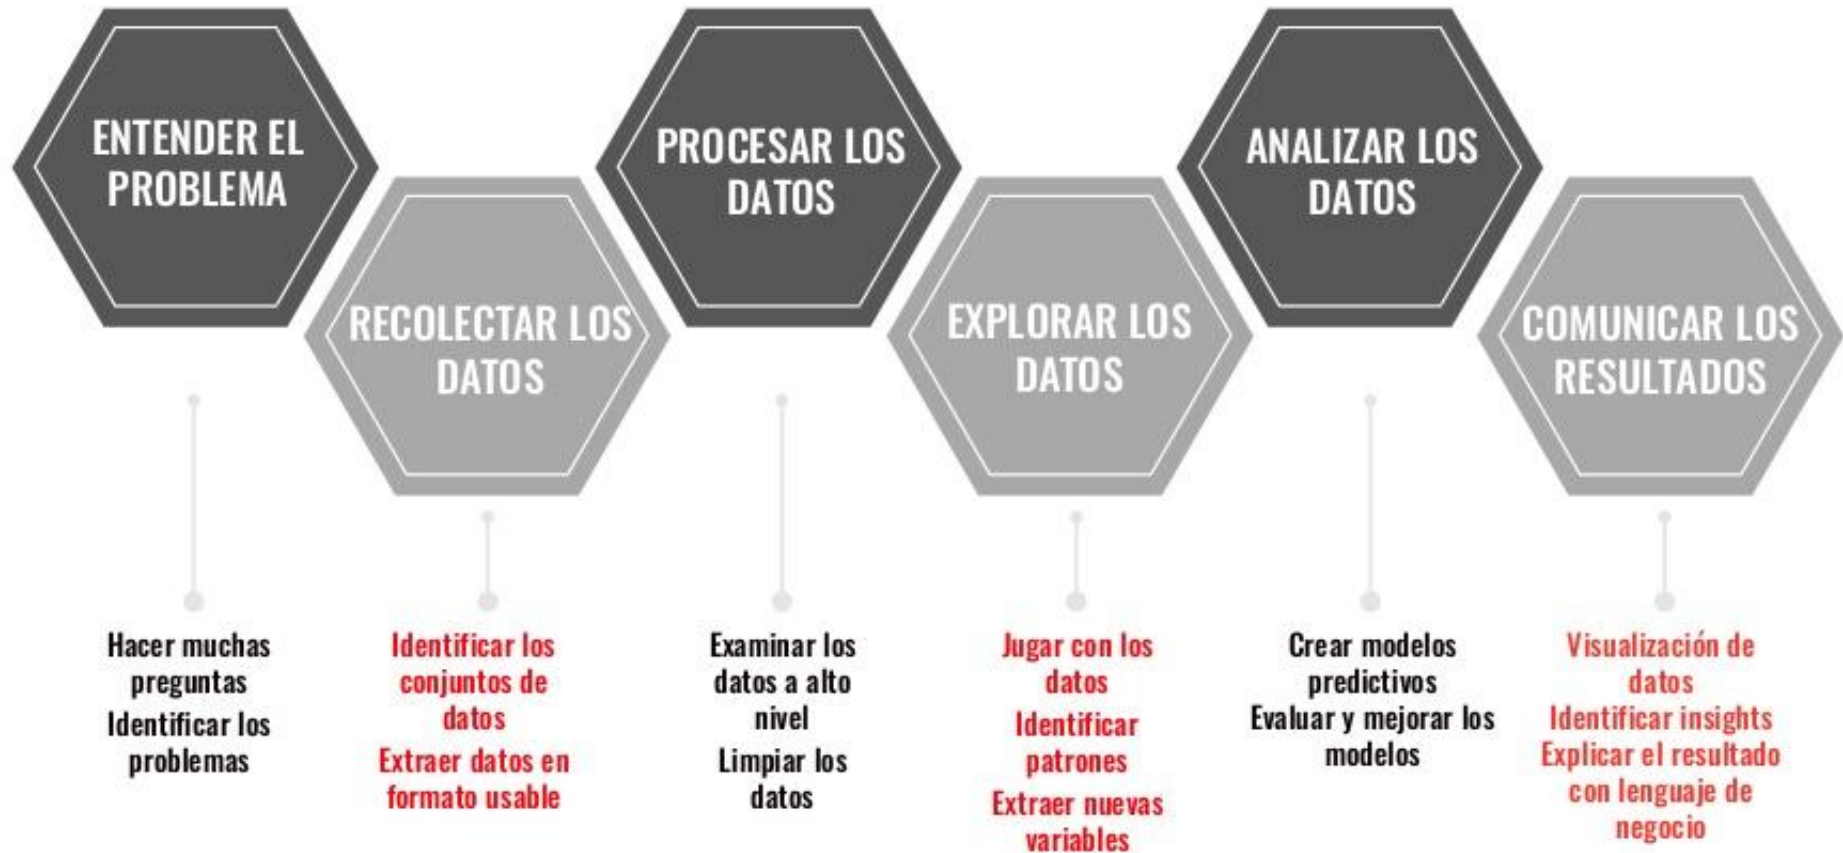 ENTENDER EL
PROBLEMA
RECOLECTAR LOS
DATOS
PROCESAR LOS
DATOS
EXPLORAR LOS
DATOS
ANALIZAR LOS
DATOS
COMUNICAR LOS
RESULTADOS
Hacer muchas
preguntas
Identificar los
problemas
Identificar los
conjuntos de
datos
Extraer datos en
formato usable
Examinar los
datos a alto
nivel
Limpiar los
datos
Jugar con los
datos
Identificar
patrones
Extraer nuevas
variables
Crear modelos
predictivos
Evaluar y mejorar los
modelos
Visualización de
datos
Identificar insights
Explicar el resultado
con lenguaje de
negocio